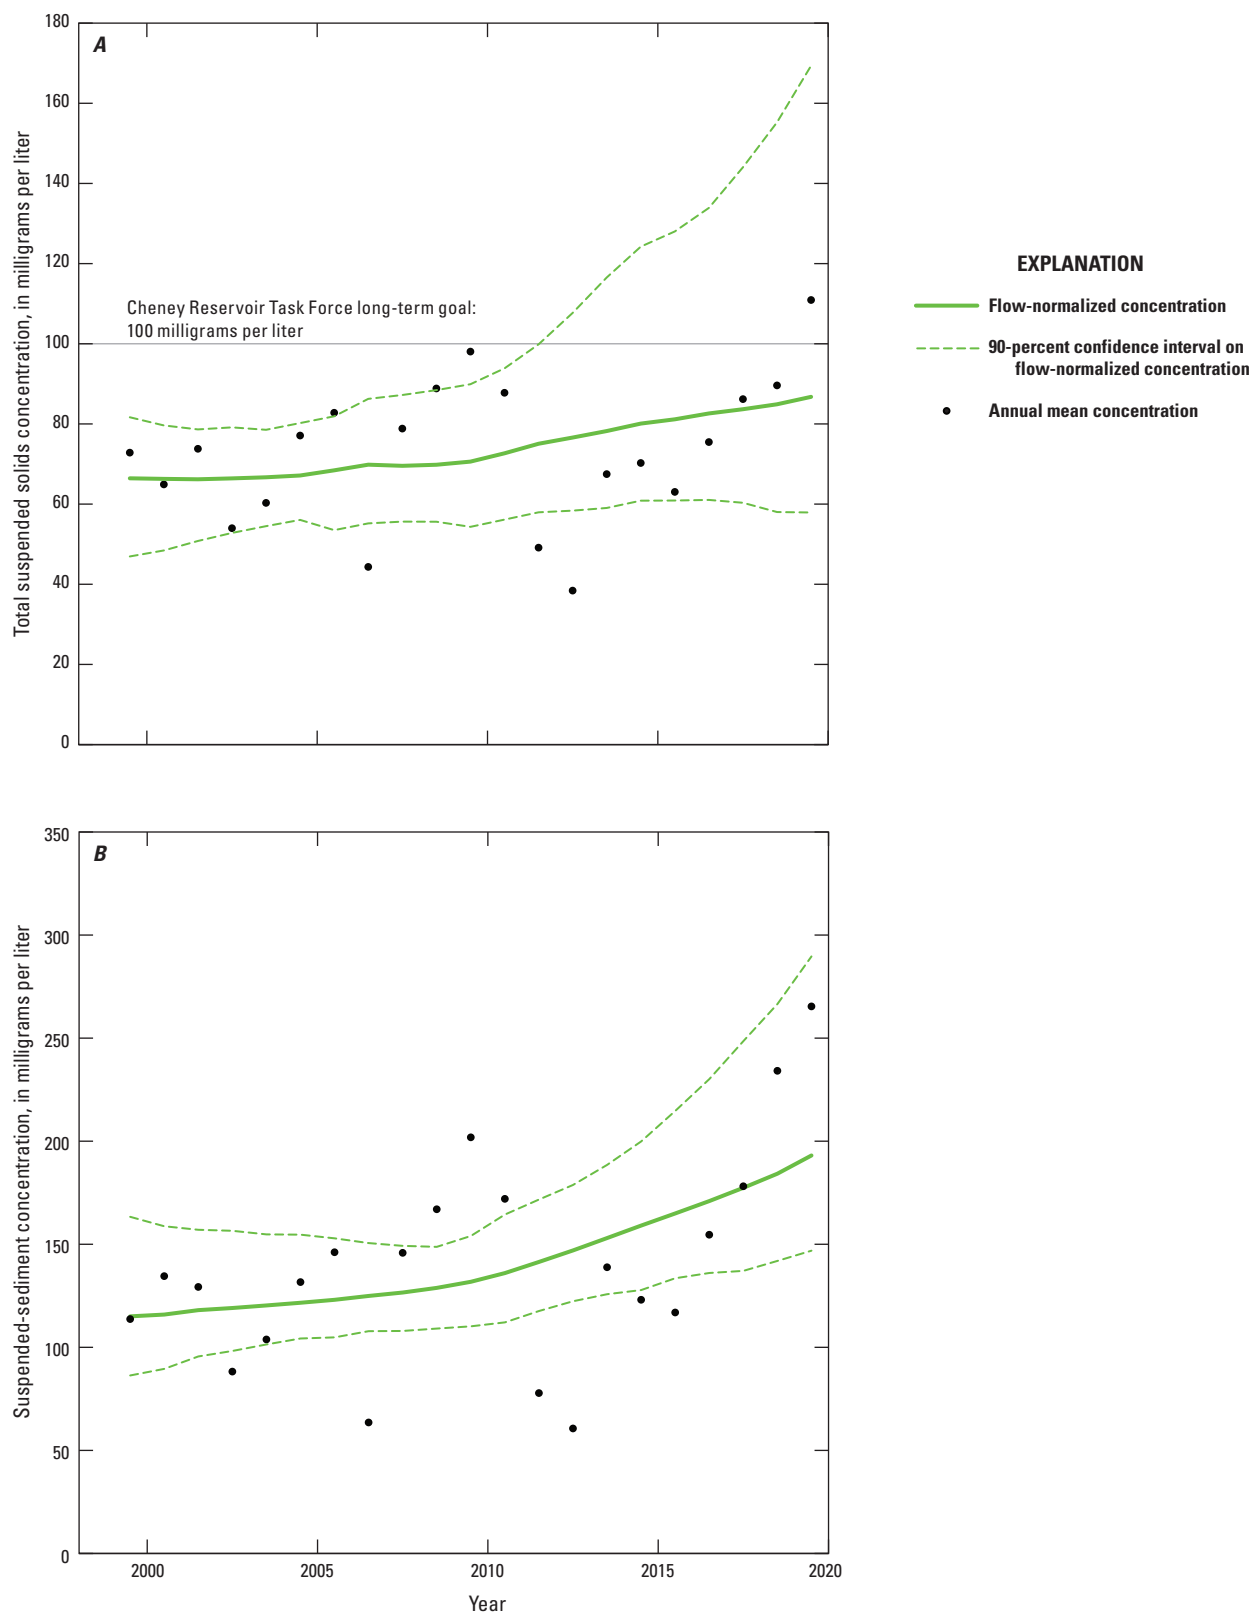 A
Total suspended solids concentration, in milligrams per liter
180
160
140
120
100
80
60
40
20
0
Cheney Reservoir Task Force long-term goal:
100 milligrams per liter
EXPLANATION
Flow-normalized concentration
90-percent confidence interval on
flow-normalized concentration
Annual mean concentration
B
Suspended-sediment concentration, in milligrams per liter
350
300
250
200
150
100
50
0
2000 2005 2010 2015 2020
Year